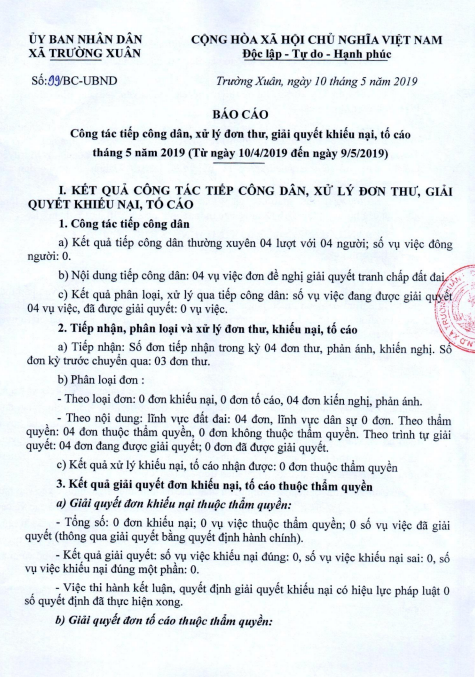 ỦY BAN NHÂN DÂN
XÃ TRƯỜNG XUÂN
CỘNG HÒA XÃ HỘI CHỦ NGHĨA VIỆT NAM
Độc lập - Tự do - Hạnh phúc
Số:99/BC-UBND
Trường Xuân, ngày 10 tháng 5 năm 2019
BÁO CÁO
Công tác tiếp công dân, xử lý đơn thư, giải quyết khiếu nại, tố cáo
tháng 5 năm 2019 (Từ ngày 10/4/2019 đến ngày 9/5/2019)
I. KẾT QUẢ CÔNG TÁC TIẾP CÔNG DÂN, XỬ LÝ ĐƠN THƯ, GIẢI
QUYẾT KHIẾU NẠI, TỐ CÁO
1. Công tác tiếp công dân
a) Kết quả tiếp công dân thường xuyên 04 lượt với 04 người; số vụ việc đông
người: 0.
b) Nội dung tiếp công dân: 04 vụ việc đơn đề nghị giải quyết tranh chấp đất đai.
c) Kết quả phân loại, xử lý qua tiếp công dân: số vụ việc đang được giải quyết
04 vụ việc, đã được giải quyết: 0 vụ việc.
2. Tiếp nhận, phân loại và xử lý đơn thư, khiếu nại, tố cáo
a) Tiếp nhận: Số đơn tiếp nhận trong kỳ 04 đơn thư, phản ánh, khiến nghị. Số
đơn kỳ trước chuyển qua: 03 đơn thư.
b) Phân loại đơn :
- Theo loại đơn: 0 đơn khiếu nại, 0 đơn tố cáo, 04 đơn kiến nghị, phản ánh.
- Theo nội dung: lĩnh vực đất đai: 04 đơn, lĩnh vực dân sự 0 đơn. Theo thẩm
quyền: 04 đơn thuộc thẩm quyền, 0 đơn không thuộc thẩm quyền. Theo trình tự giải
quyết: 04 đơn đang được giải quyết; 0 đơn đã được giải quyết.
c) Kết quả xử lý khiếu nại, tố cáo nhận được: 0 đơn thuộc thẩm quyền
3. Kết quả giải quyết đơn khiếu nại, tố cáo thuộc thẩm quyền
a) Giải quyết đơn khiếu nại thuộc thẩm quyền:
- Tổng số: 0 đơn khiếu nại; 0 vụ việc thuộc thẩm quyền; 0 số vụ việc đã giải
quyết (thông qua giải quyết bằng quyết định hành chính).
- Kết quả giải quyết: số vụ việc khiếu nại đúng: 0, số vụ việc khiếu nại sai: 0, số
vụ việc khiếu nại đúng một phần: 0.
- Việc thi hành kết luận, quyết định giải quyết khiếu nại có hiệu lực pháp luật 0
số quyết định đã thực hiện xong.
b) Giải quyết đơn tố cáo thuộc thẩm quyền: